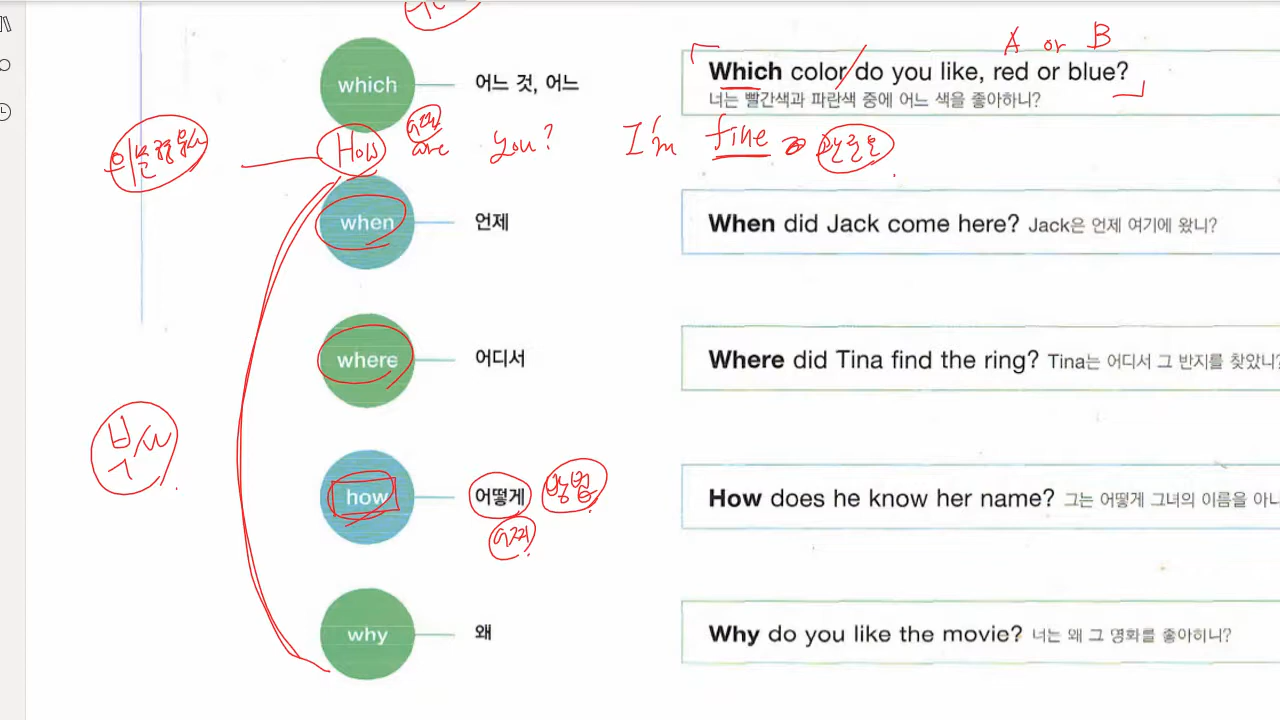 A or B
which 어느 것, 어느 Which color do you like, red or blue?
너는 빨간색과 파란색 중에 어느 색을 좋아하니?
의문형용사 How are you? I'm fine 형용사
when 언제 When did Jack come here? Jack은 언제 여기에 왔니?
where 어디서 Where did Tina find the ring? Tina는 어디서 그 반지를 찾았니?
부사
how 어떻게 방법 How does he know her name? 그는 어떻게 그녀의 이름을 아니
why 왜 Why do you like the movie? 너는 왜 그 영화를 좋아하니?